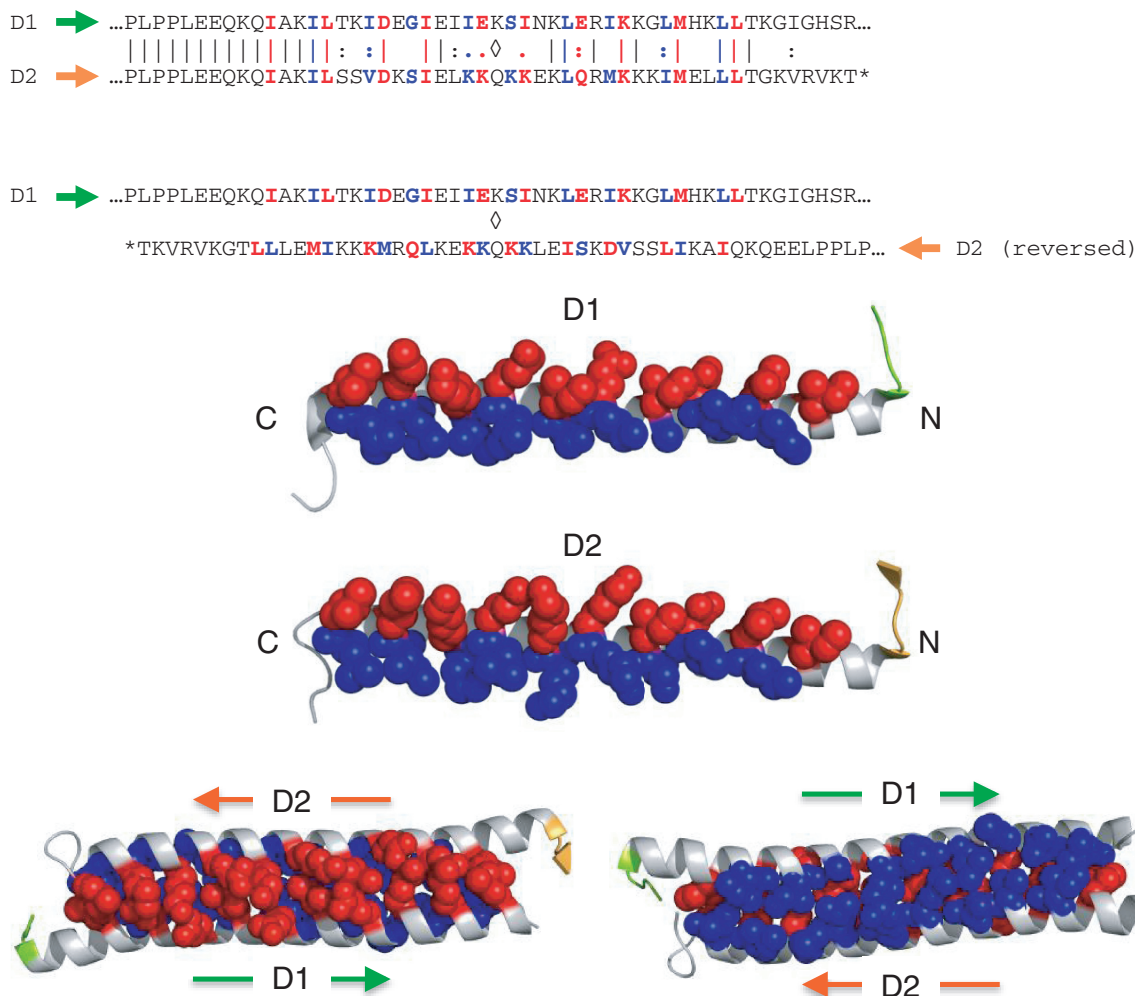 D1 …PLPPLEEQKQIAKILTKIDEGIEIIEKSINKLERIKKGLMHKLLTKGIGHSR…
||||||||||||||||: :| ||:..◊ . ||:| | |:| ||| :
D2 …PLPPLEEQKQIAKILSSVDKSIELKKQKKEKLQRMKKKIMELLLTGKVRVKT*
D1 …PLPPLEEQKQIAKILTKIDEGIEIIEKSINKLERIKKGLMHKLLTKGIGHSR…
◊
*TKVRVKGTLLLEMIKKKMRQLKEKKQKKLEISKDVSSLIKAIQKQEELPPLP… D2 (reversed)
D1
C N
D2
C N
D2 D1
D1 D2